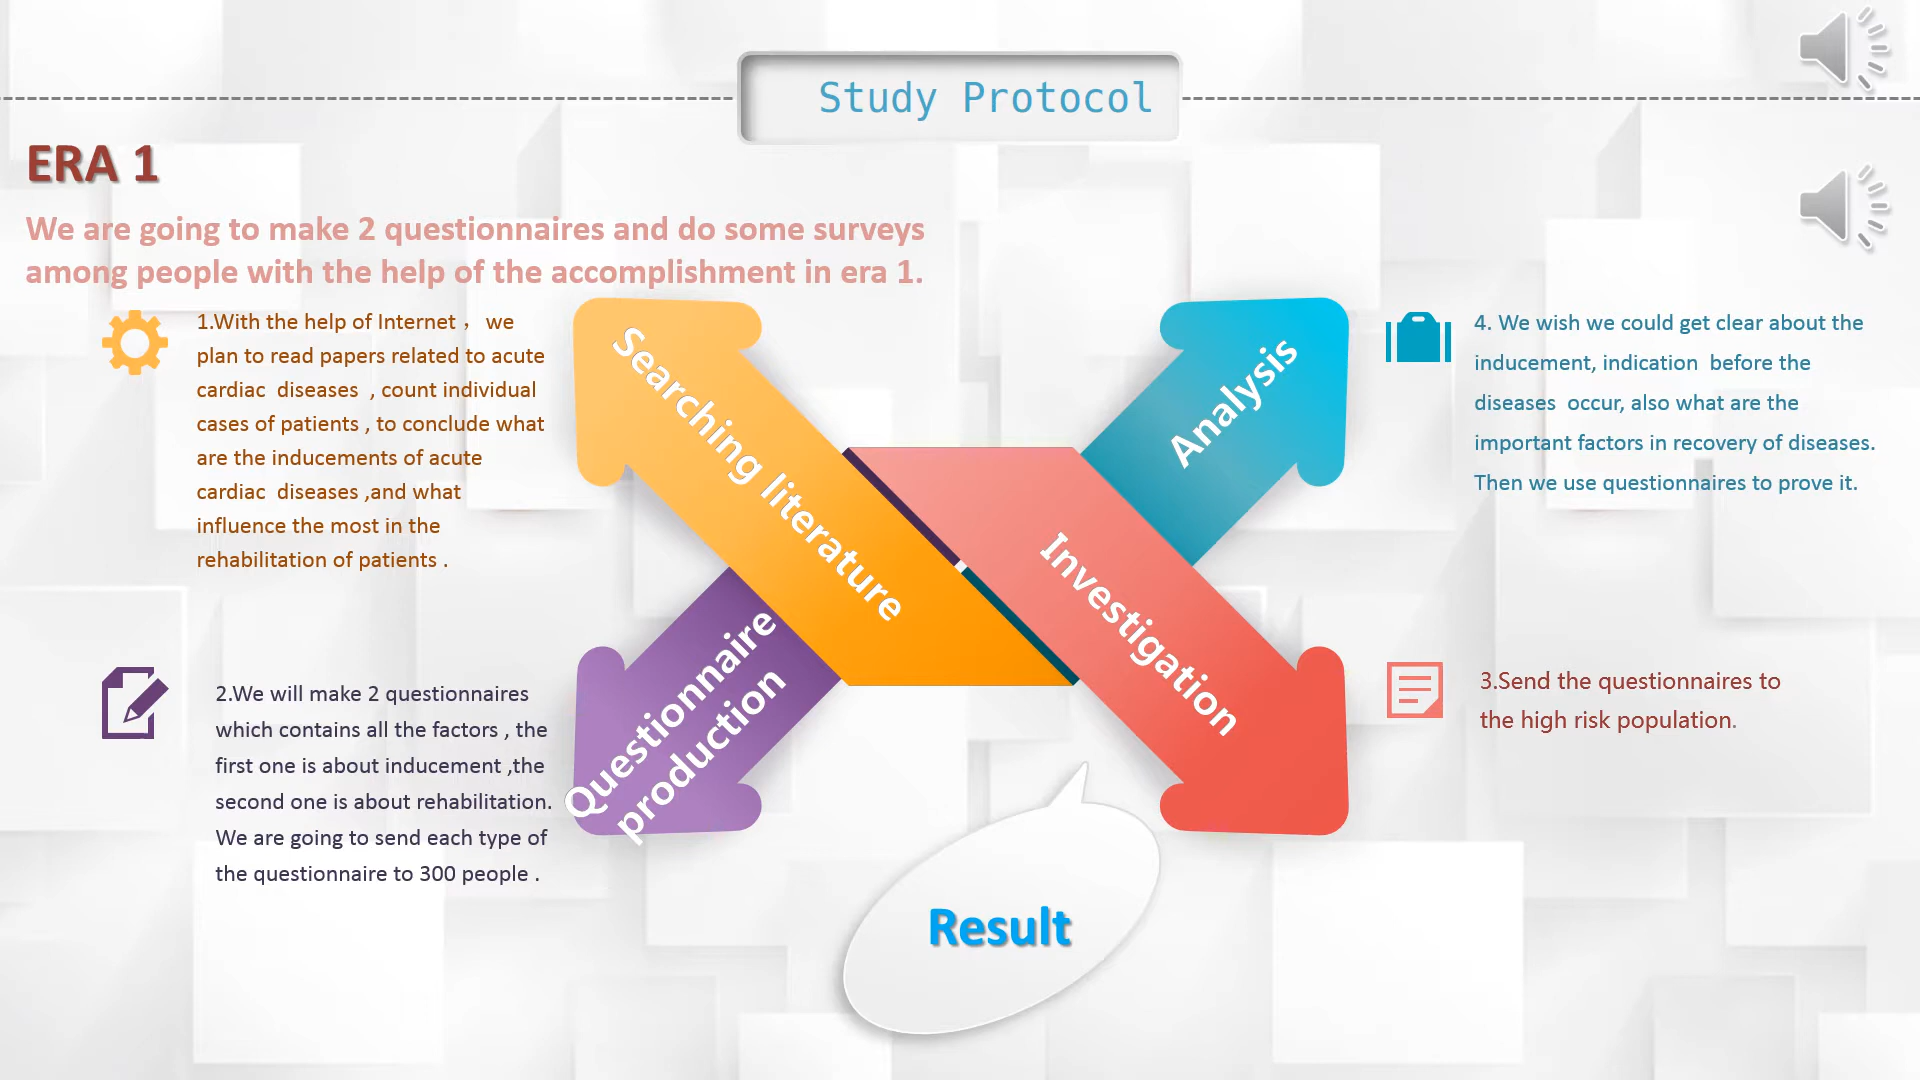 Study Protocol
ERA 1
We are going to make 2 questionnaires and do some surveys
among people with the help of the accomplishment in era 1.
1.With the help of Internet ，we
plan to read papers related to acute
cardiac  diseases  , count individual
cases of patients , to conclude what
are the inducements of acute
cardiac  diseases ,and what
influence the most in the
rehabilitation of patients .
Searching literature
Analysis
4. We wish we could get clear about the
inducement, indication  before the
diseases  occur, also what are the
important factors in recovery of diseases.
Then we use questionnaires to prove it.
2.We will make 2 questionnaires
which contains all the factors , the
first one is about inducement ,the
second one is about rehabilitation.
We are going to send each type of
the questionnaire to 300 people .
Questionnaire
production
Investigation
3.Send the questionnaires to
the high risk population.
Result